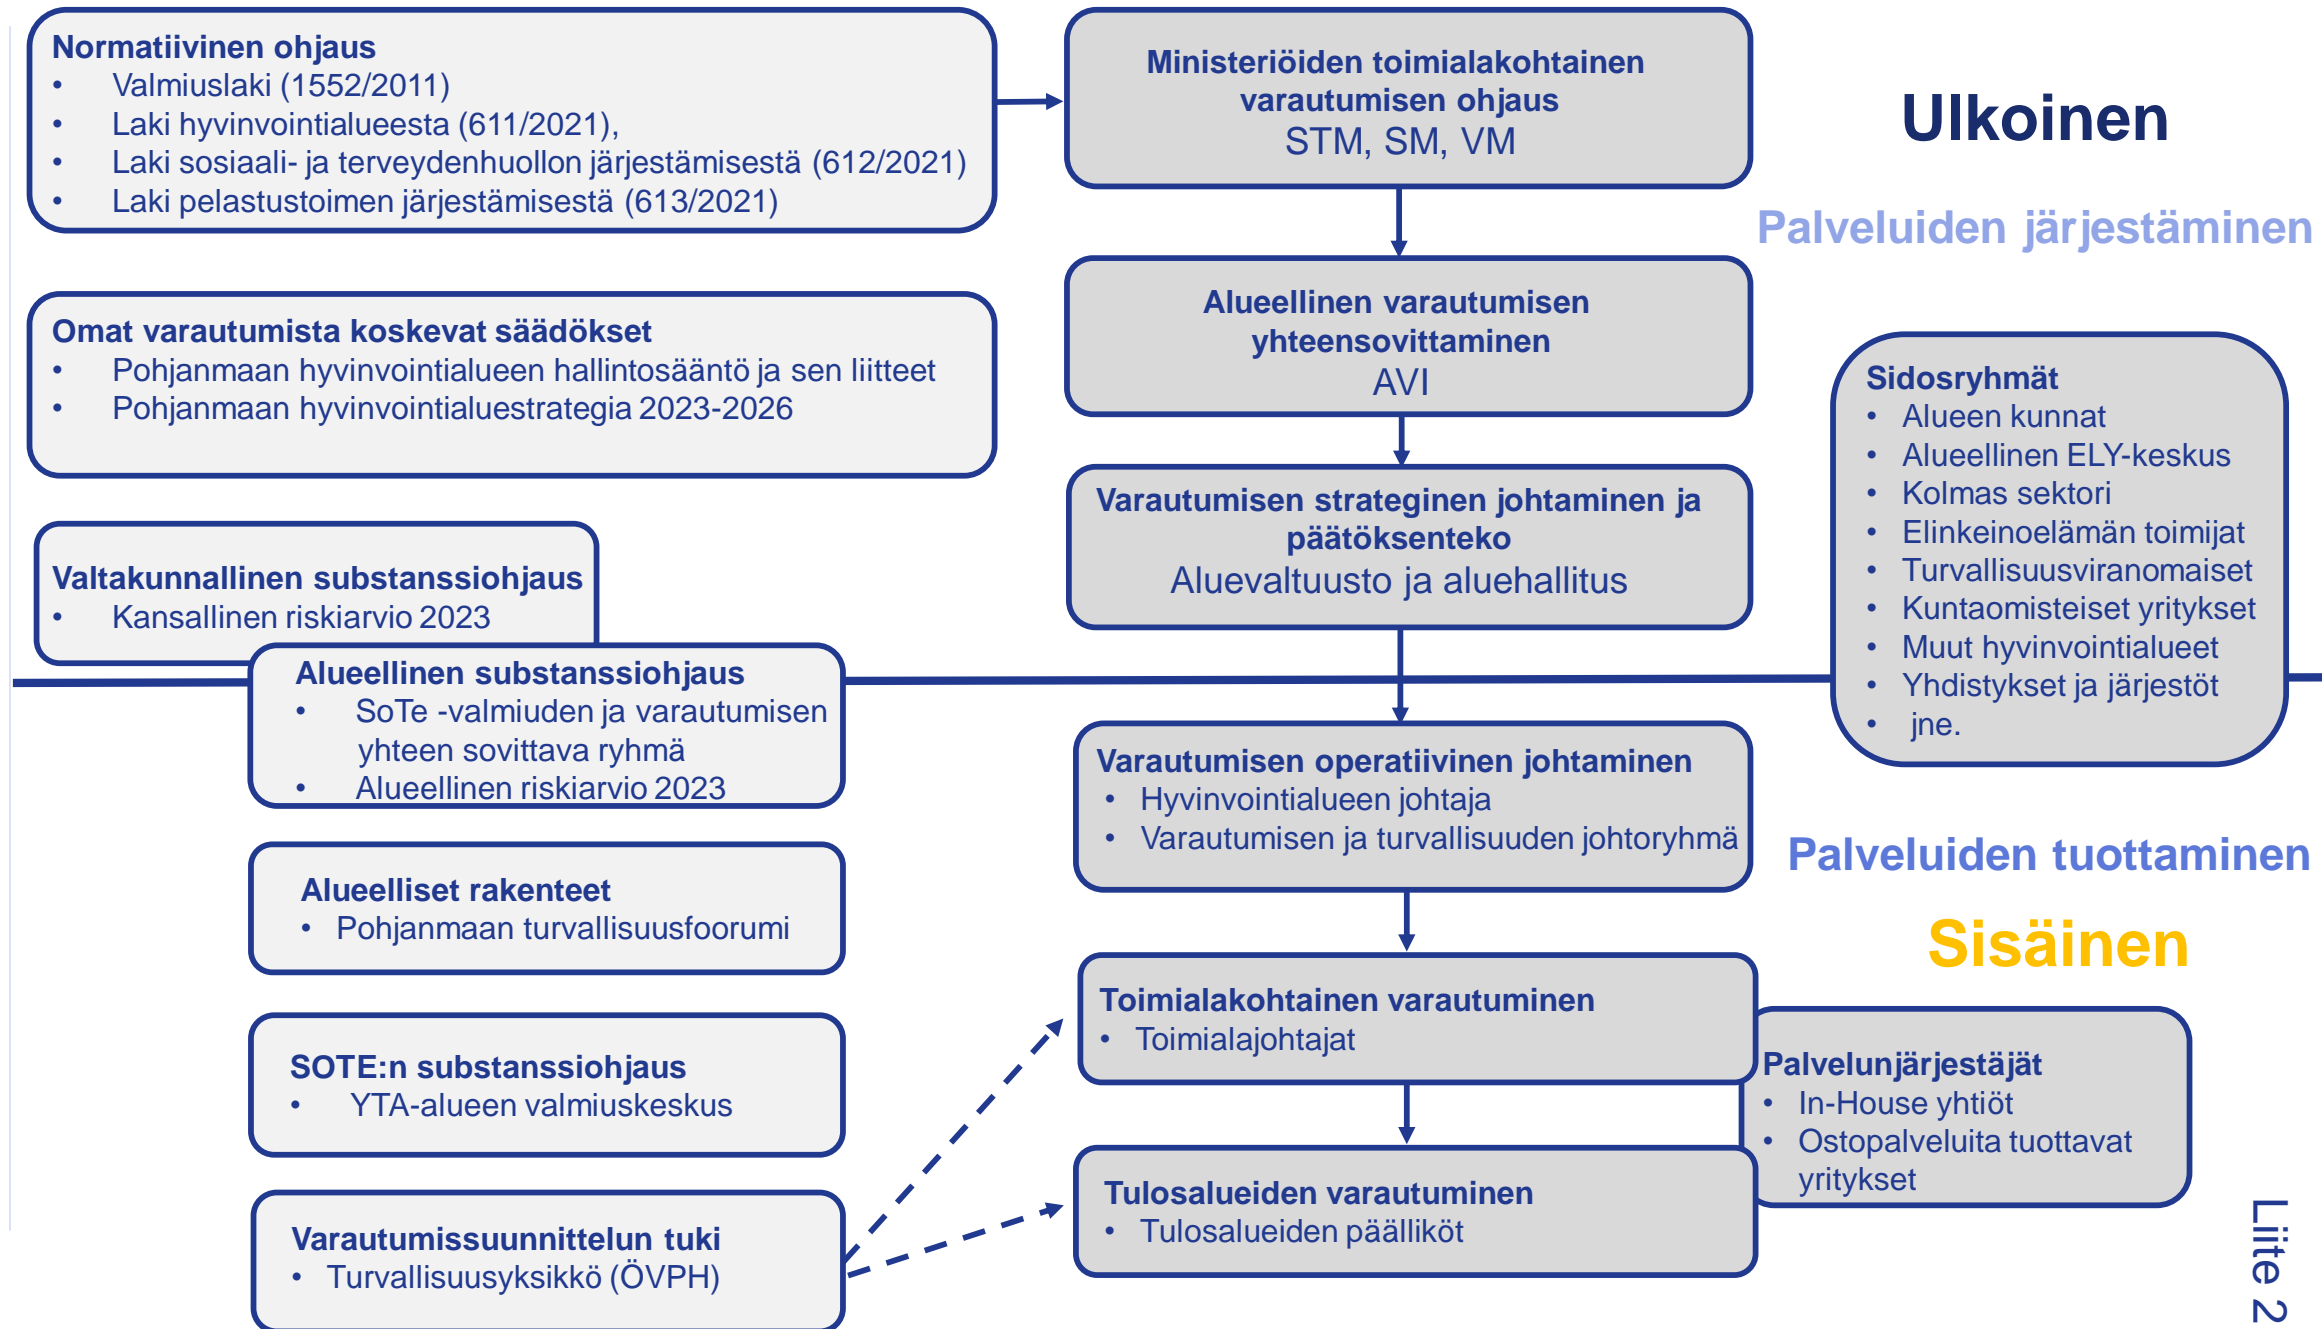 Normatiivinen ohjaus
• Valmiuslaki (1552/2011)
• Laki hyvinvointialueesta (611/2021),
• Laki sosiaali- ja terveydenhuollon järjestämisestä (612/2021)
• Laki pelastustoimen järjestämisestä (613/2021)
Omat varautumista koskevat säädökset
• Pohjanmaan hyvinvointialueen hallintosääntö ja sen liitteet
• Pohjanmaan hyvinvointialuestrategia 2023-2026
Valtakunnallinen substanssiohjaus
• Kansallinen riskiarvio 2023
Alueellinen substanssiohjaus
• SoTe -valmiuden ja varautumisen
yhteen sovittava ryhmä
• Alueellinen riskiarvio 2023
Alueelliset rakenteet
• Pohjanmaan turvallisuusfoorumi
SOTE:n substanssiohjaus
• YTA-alueen valmiuskeskus
Varautumissuunnittelun tuki
• Turvallisuusyksikkö (ÖVPH)
Ministeriöiden toimialakohtainen
varautumisen ohjaus
STM, SM, VM
Alueellinen varautumisen
yhteensovittaminen
AVI
Varautumisen strateginen johtaminen ja
päätöksenteko
Aluevaltuusto ja aluehallitus
Varautumisen operatiivinen johtaminen
• Hyvinvointialueen johtaja
• Varautumisen ja turvallisuuden johtoryhmä
Toimialakohtainen varautuminen
• Toimialajohtajat
Tulosalueiden varautuminen
• Tulosalueiden päälliköt
Ulkoinen
Palveluiden järjestäminen
Sidosryhmät
• Alueen kunnat
• Alueellinen ELY-keskus
• Kolmas sektori
• Elinkeinoelämän toimijat
• Turvallisuusviranomaiset
• Kuntaomisteiset yritykset
• Muut hyvinvointialueet
• Yhdistykset ja järjestöt
• jne.
Palveluiden tuottaminen
Sisäinen
Palvelunjärjestäjät
• In-House yhtiöt
• Ostopalveluita tuottavat
yritykset
Liite 2